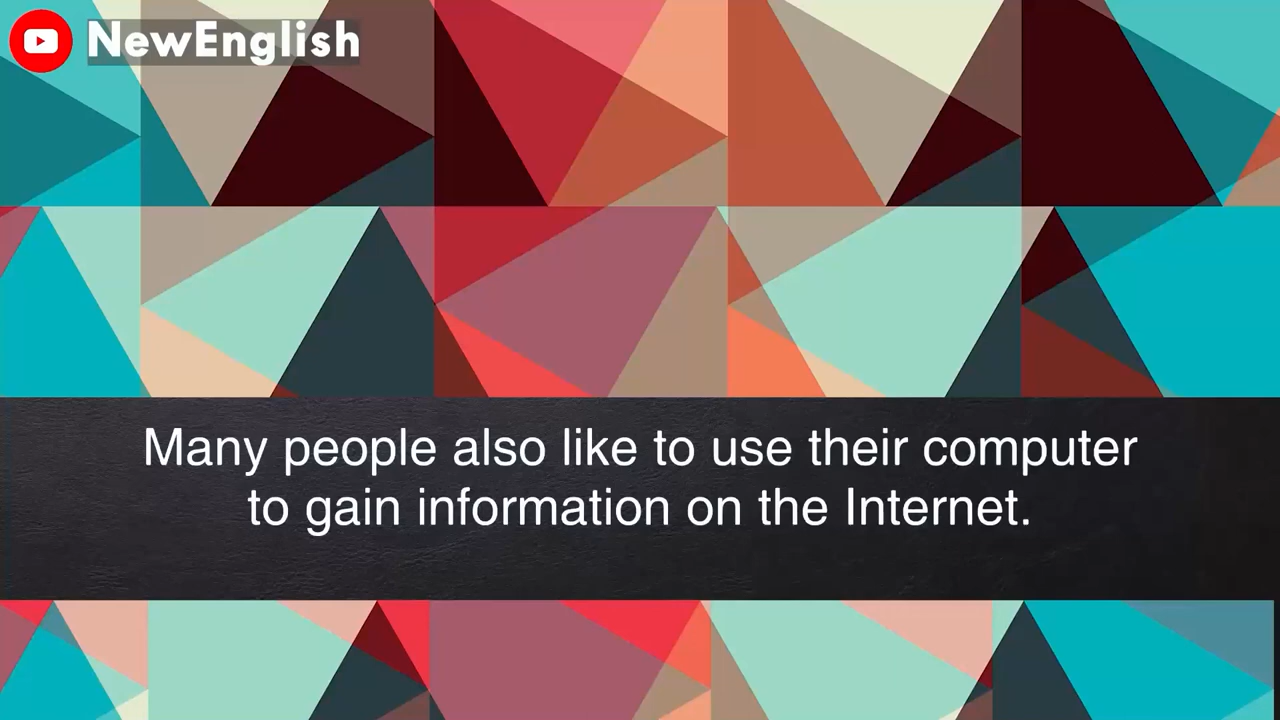 NewEnglish
Many people also like to use their computer
to gain information on the Internet.